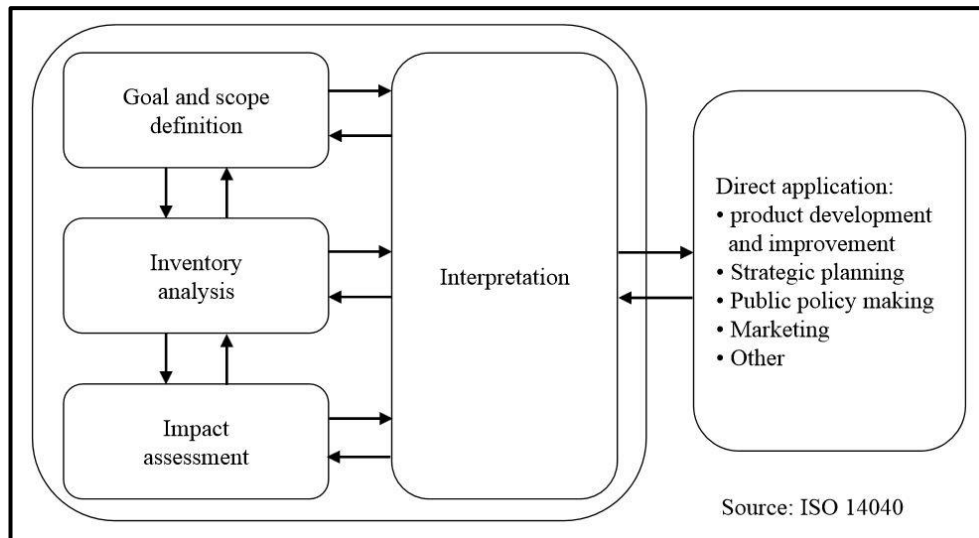 Goal and scope
definition
Inventory
analysis
Impact
assessment
Interpretation
Direct application:
• product development
and improvement
• Strategic planning
• Public policy making
• Marketing
• Other
Source: ISO 14040